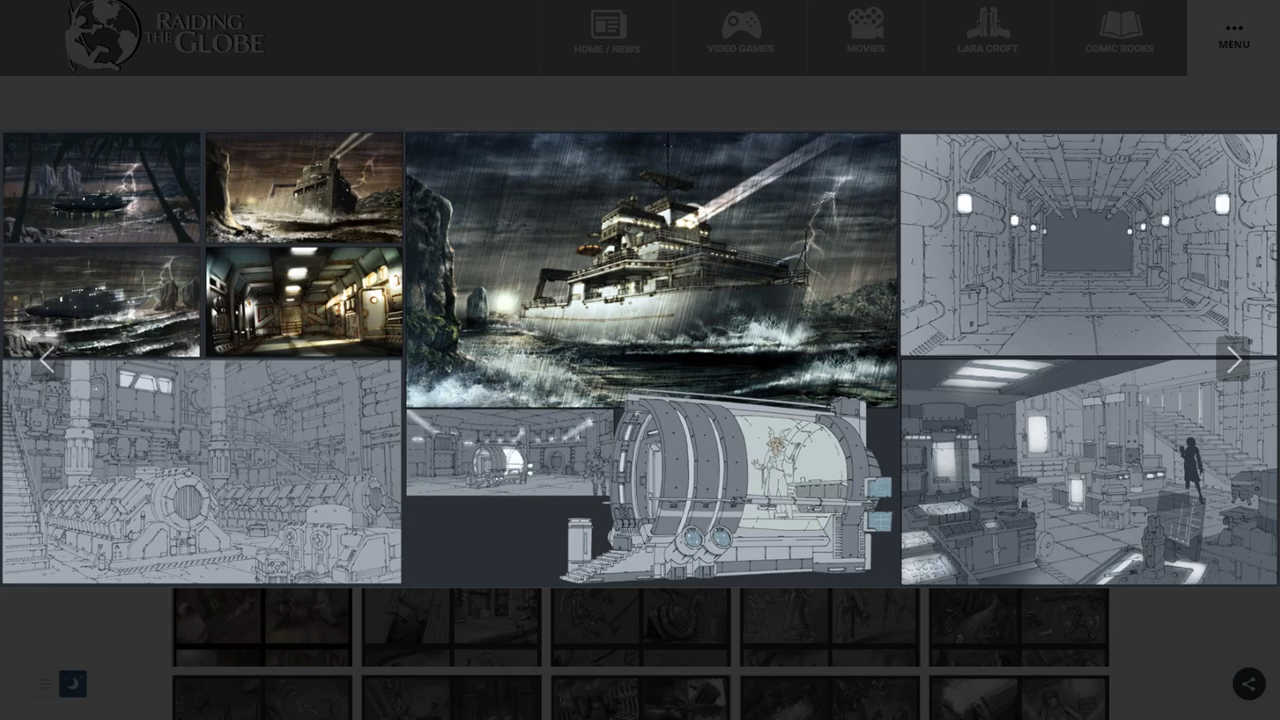 RAIDING
THE GLOBE
HOME / NEWS
VIDEO GAMES
MOVIES
LARA CROFT
COMIC BOOKS
MENU